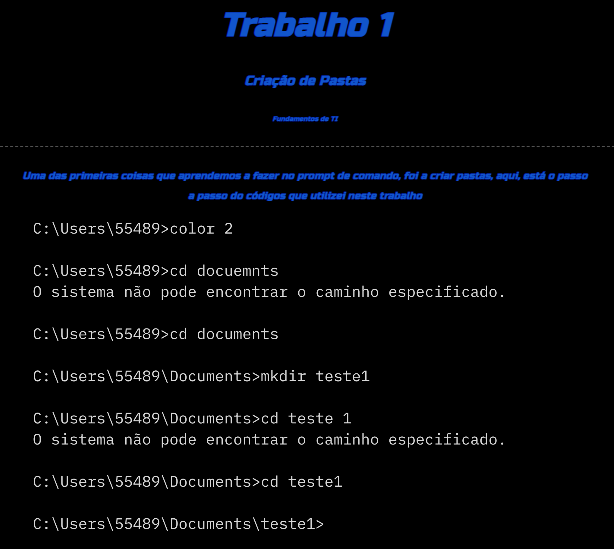 Trabalho 1
Criação de Pastas
Fundamentos de TI
Uma das primeiras coisas que aprendemos a fazer no prompt de comando, foi a criar pastas, aqui, está o passo
a passo do códigos que utilizei neste trabalho
C:\Users\55489>color 2
C:\Users\55489>cd docuemnts
O sistema não pode encontrar o caminho especificado.
C:\Users\55489>cd documents
C:\Users\55489\Documents>mkdir teste1
C:\Users\55489\Documents>cd teste 1
O sistema não pode encontrar o caminho especificado.
C:\Users\55489\Documents>cd teste1
C:\Users\55489\Documents\teste1>